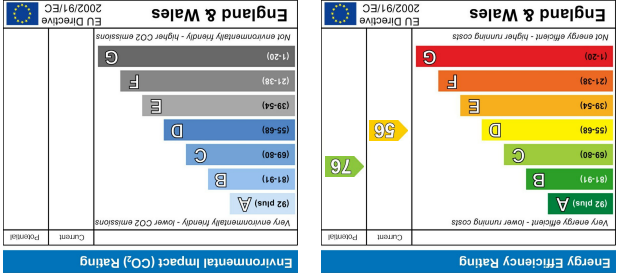 Energy Efficiency Rating
Current Potential
Very energy efficient - lower running costs
(92 plus) A
(81-91) B
(69-80) C
76
(55-68) D
56
(39-54) E
(21-38) F
(1-20) G
Not energy efficient - higher running costs
England & Wales
EU Directive
2002/91/EC
Environmental Impact (CO₂) Rating
Current Potential
Very environmentally friendly - lower CO2 emissions
(92 plus) A
(81-91) B
(69-80) C
(55-68) D
(39-54) E
(21-38) F
(1-20) G
Not environmentally friendly - higher CO2 emissions
England & Wales
EU Directive
2002/91/EC